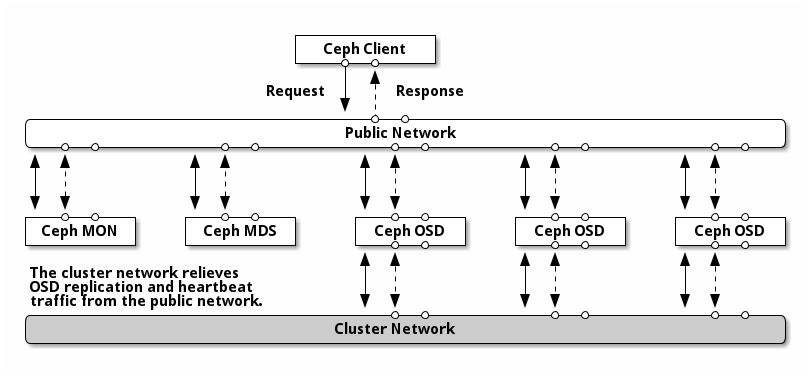 Ceph Client
Request
Response
Public Network
Ceph MON
Ceph MDS
Ceph OSD
Ceph OSD
Ceph OSD
The cluster network relieves
OSD replication and heartbeat
traffic from the public network.
Cluster Network